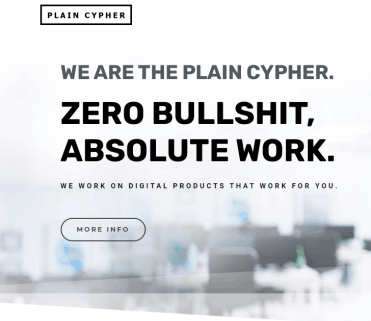 PLAIN CYPHER
WE ARE THE PLAIN CYPHER.
ZERO BULLSHIT,
ABSOLUTE WORK.
WE WORK ON DIGITAL PRODUCTS THAT WORK FOR YOU.
MORE INFO